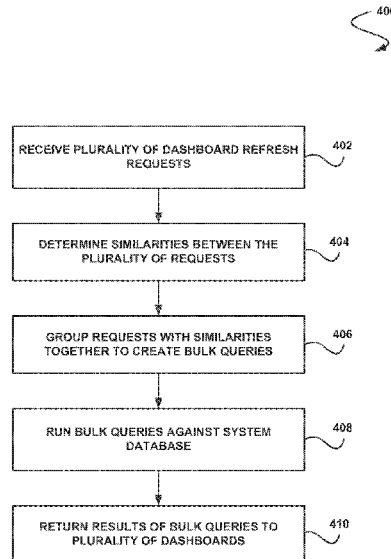 400
RECEIVE PLURALITY OF DASHBOARD REFRESH
REQUESTS
402
DETERMINE SIMILARITIES BETWEEN THE
PLURALITY OF REQUESTS
404
GROUP REQUESTS WITH SIMILARITIES
TOGETHER TO CREATE BULK QUERIES
406
RUN BULK QUERIES AGAINST SYSTEM
DATABASE
408
RETURN RESULTS OF BULK QUERIES TO
PLURALITY OF DASHBOARDS
410